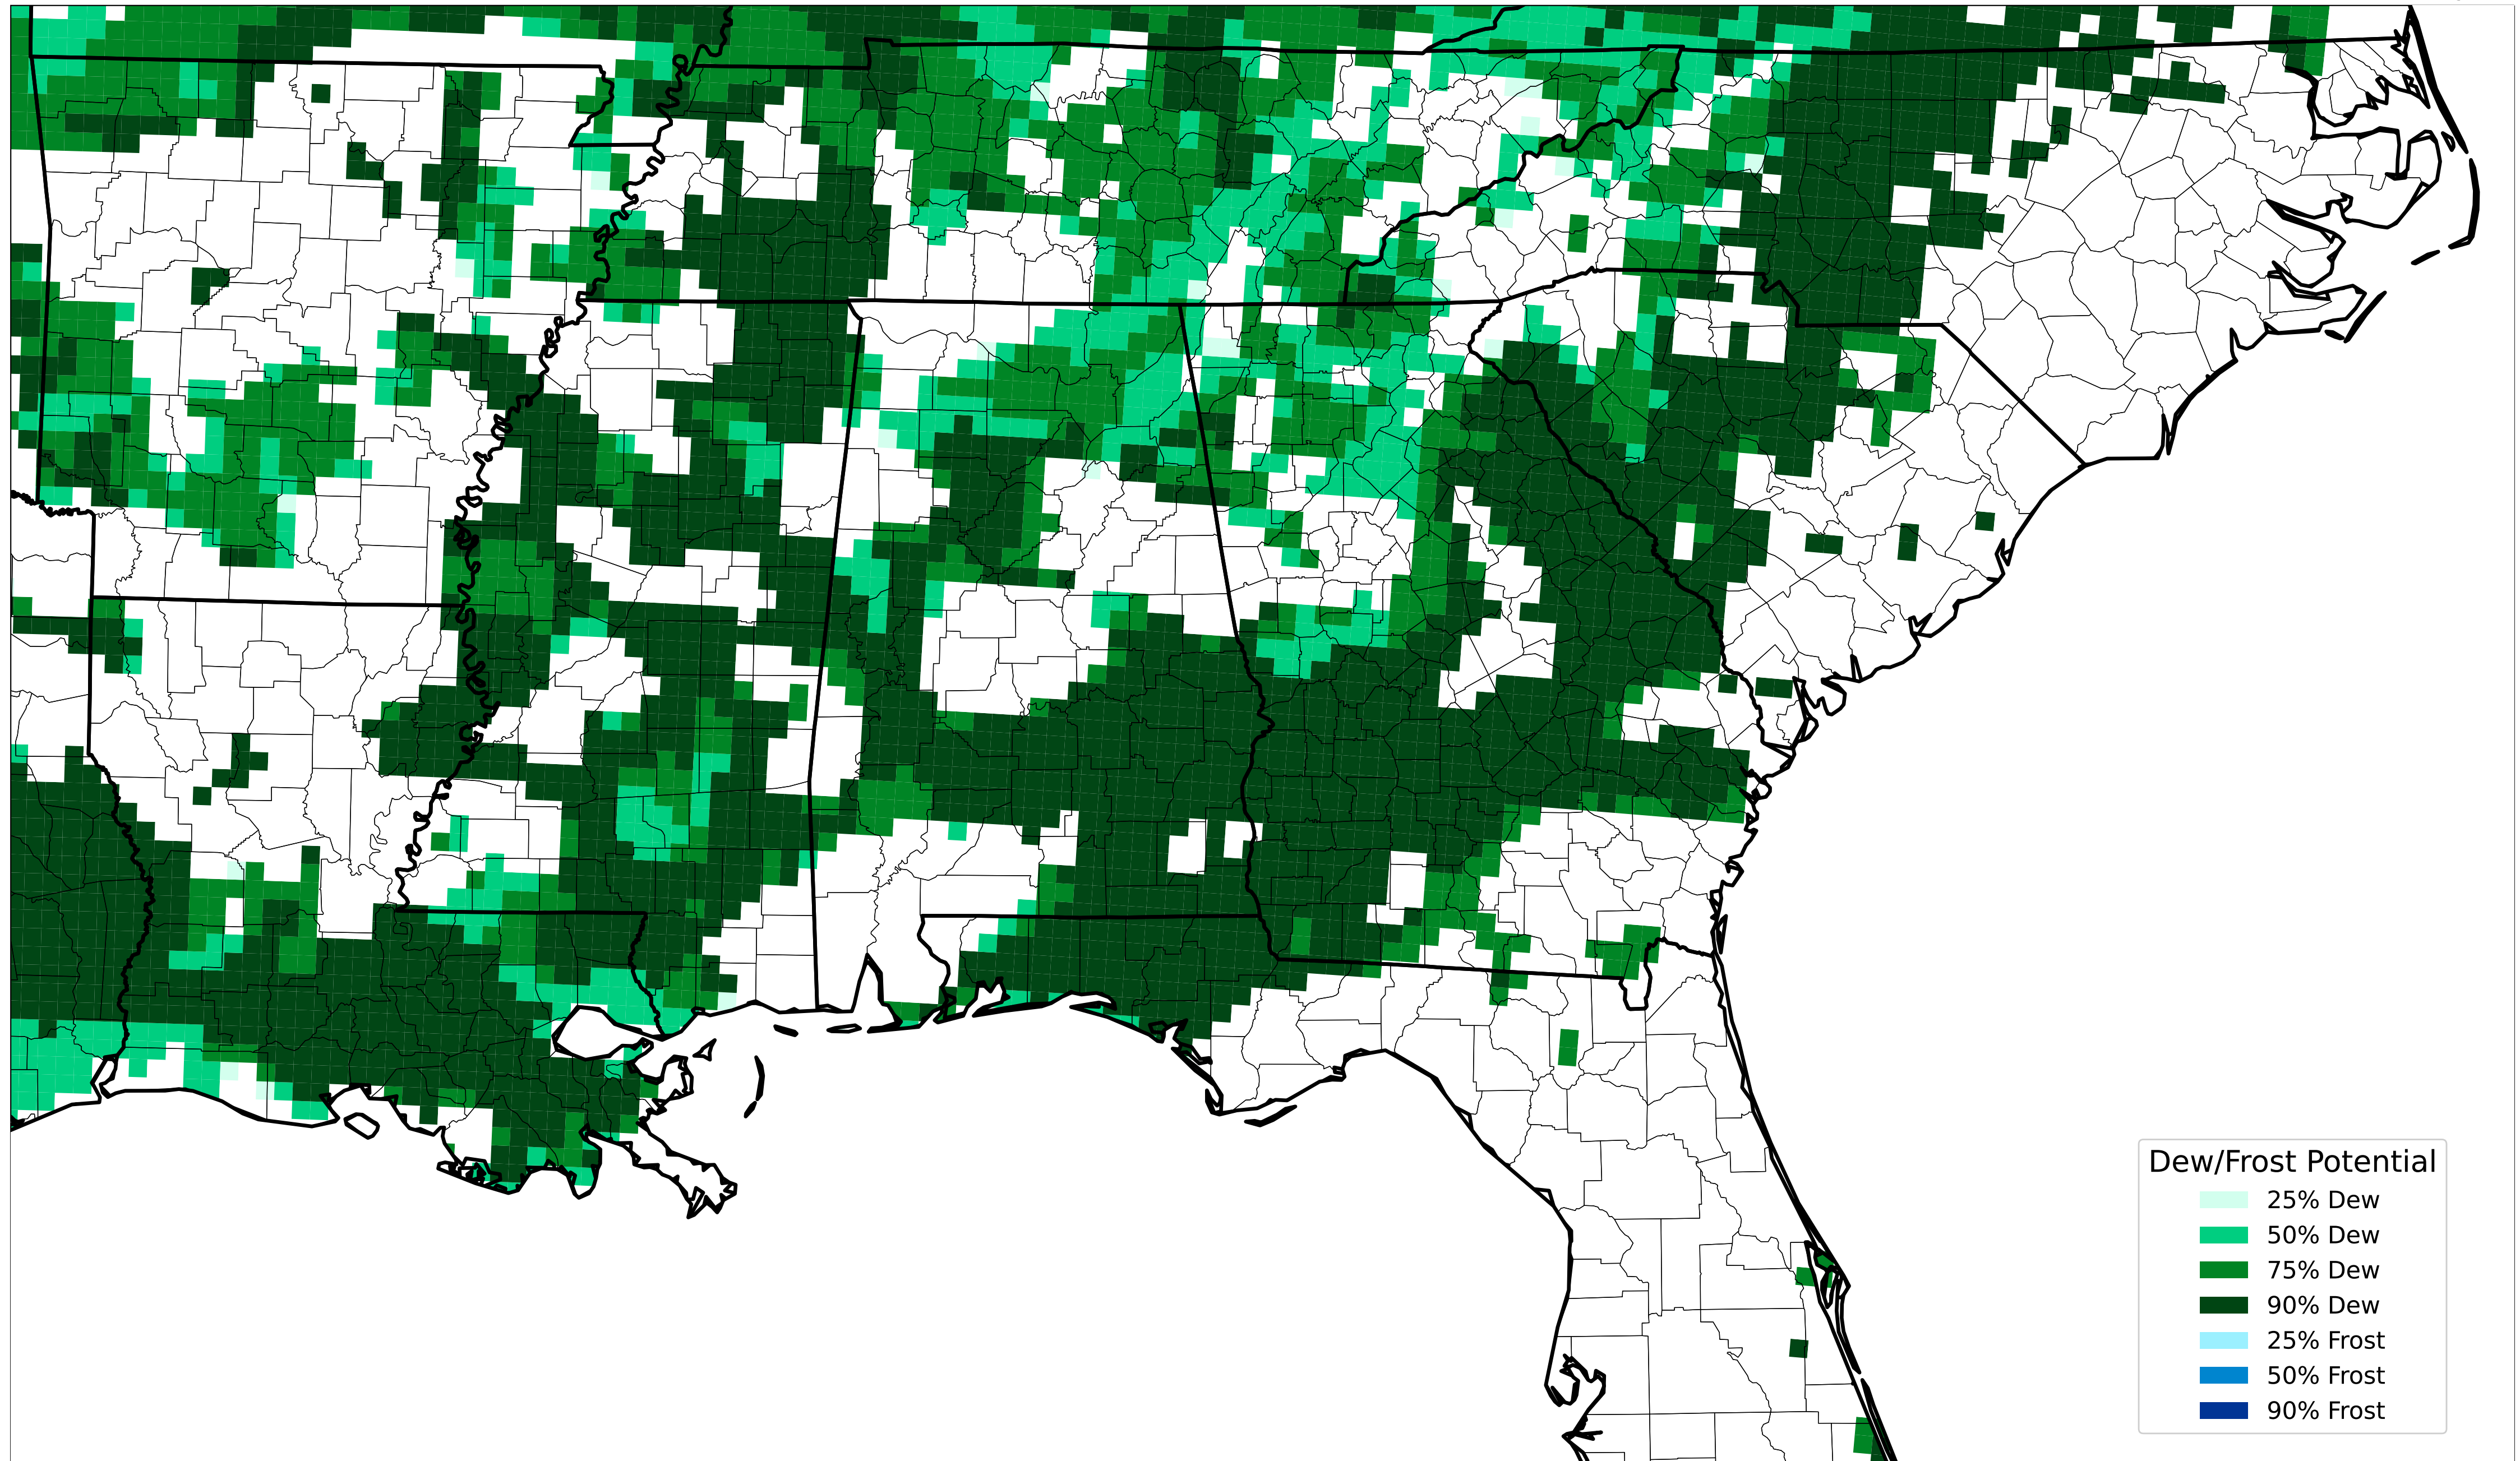 Dew/Frost Potential
25% Dew
50% Dew
75% Dew
90% Dew
25% Frost
50% Frost
90% Frost